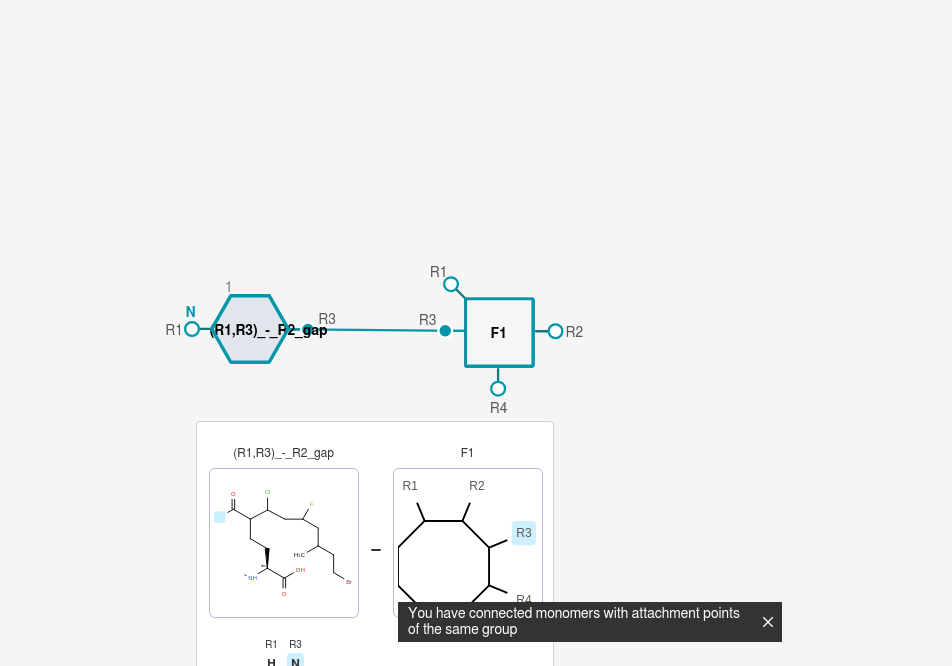 R1
1
N
R3
R3
R1
(R1,R3)_-_R2_gap
F1
R2
R4
(R1,R3)_-_R2_gap
F1
R1
R2
O
Cl
F
R3
H₃C
OH
NH
O
Br
R4
You have connected monomers with attachment points
of the same group
R1
R3
H
N